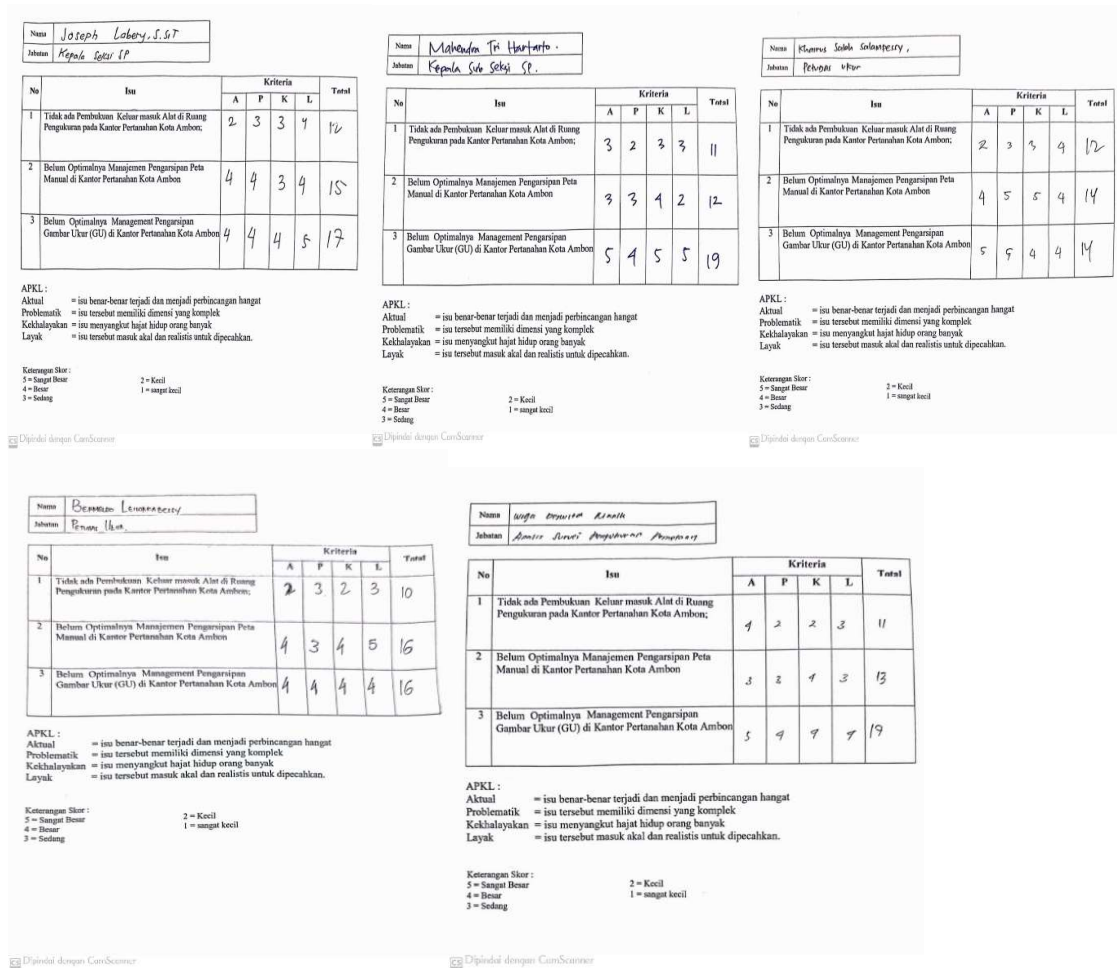 Nama Joseph Labery, S.SiT
Jabatan Kepala Seksi SP
No Isu Kriteria Total
A P K L
1 Tidak ada Pembukuan Keluar masuk Alat di Ruang
Pengukuran pada Kantor Pertanahan Kota Ambon; 2 3 3 4 12
2 Belum Optimalnya Manajemen Pengarsipan Peta
Manual di Kantor Pertanahan Kota Ambon 4 4 3 4 15
3 Belum Optimalnya Management Pengarsipan
Gambar Ukur (GU) di Kantor Pertanahan Kota Ambon 4 4 4 5 17
APKL :
Aktual = isu benar-benar terjadi dan menjadi perbincangan hangat
Problematik = isu tersebut memiliki dimensi yang komplek
Kekhalayakan = isu menyangkut hajat hidup orang banyak
Layak = isu tersebut masuk akal dan realistis untuk dipecahkan.
Keterangan Skor :
5 = Sangat Besar 2 = Kecil
4 = Besar 1 = sangat kecil
3 = Sedang
CS Dipindai dengan CamScanner
Nama Mahendra Tri Hartarto.
Jabatan Kepala Sub Seksi SP.
No Isu Kriteria Total
A P K L
1 Tidak ada Pembukuan Keluar masuk Alat di Ruang
Pengukuran pada Kantor Pertanahan Kota Ambon; 3 2 3 3 11
2 Belum Optimalnya Manajemen Pengarsipan Peta
Manual di Kantor Pertanahan Kota Ambon 3 3 4 2 12
3 Belum Optimalnya Management Pengarsipan
Gambar Ukur (GU) di Kantor Pertanahan Kota Ambon 5 4 5 5 19
APKL :
Aktual = isu benar-benar terjadi dan menjadi perbincangan hangat
Problematik = isu tersebut memiliki dimensi yang komplek
Kekhalayakan = isu menyangkut hajat hidup orang banyak
Layak = isu tersebut masuk akal dan realistis untuk dipecahkan.
Keterangan Skor :
5 = Sangat Besar 2 = Kecil
4 = Besar 1 = sangat kecil
3 = Sedang
CS Dipindai dengan CamScanner
Nama Salampessy,
Jabatan Petugas Ukur
No Isu Kriteria Total
A P K L
1 Tidak ada Pembukuan Keluar masuk Alat di Ruang
Pengukuran pada Kantor Pertanahan Kota Ambon; 2 3 3 4 12
2 Belum Optimalnya Manajemen Pengarsipan Peta
Manual di Kantor Pertanahan Kota Ambon 4 5 5 4 14
3 Belum Optimalnya Management Pengarsipan
Gambar Ukur (GU) di Kantor Pertanahan Kota Ambon 5 5 4 4 14
APKL :
Aktual = isu benar-benar terjadi dan menjadi perbincangan hangat
Problematik = isu tersebut memiliki dimensi yang komplek
Kekhalayakan = isu menyangkut hajat hidup orang banyak
Layak = isu tersebut masuk akal dan realistis untuk dipecahkan.
Keterangan Skor :
5 = Sangat Besar 2 = Kecil
4 = Besar 1 = sangat kecil
3 = Sedang
CS Dipindai dengan CamScanner
Nama
Jabatan Ukur.
No Isu Kriteria Total
A P K L
1 Tidak ada Pembukuan Keluar masuk Alat di Ruang
Pengukuran pada Kantor Pertanahan Kota Ambon; 2 3 2 3 10
2 Belum Optimalnya Manajemen Pengarsipan Peta
Manual di Kantor Pertanahan Kota Ambon 4 3 4 5 16
3 Belum Optimalnya Management Pengarsipan
Gambar Ukur (GU) di Kantor Pertanahan Kota Ambon 4 4 4 4 16
APKL :
Aktual = isu benar-benar terjadi dan menjadi perbincangan hangat
Problematik = isu tersebut memiliki dimensi yang komplek
Kekhalayakan = isu menyangkut hajat hidup orang banyak
Layak = isu tersebut masuk akal dan realistis untuk dipecahkan.
Keterangan Skor :
5 = Sangat Besar 2 = Kecil
4 = Besar 1 = sangat kecil
3 = Sedang
CS Dipindai dengan CamScanner
Nama
Jabatan Survei Pengukuran Pemetaan
No Isu Kriteria Total
A P K L
1 Tidak ada Pembukuan Keluar masuk Alat di Ruang
Pengukuran pada Kantor Pertanahan Kota Ambon; 4 2 2 3 11
2 Belum Optimalnya Manajemen Pengarsipan Peta
Manual di Kantor Pertanahan Kota Ambon 3 3 4 3 13
3 Belum Optimalnya Management Pengarsipan
Gambar Ukur (GU) di Kantor Pertanahan Kota Ambon 5 4 4 4 19
APKL :
Aktual = isu benar-benar terjadi dan menjadi perbincangan hangat
Problematik = isu tersebut memiliki dimensi yang komplek
Kekhalayakan = isu menyangkut hajat hidup orang banyak
Layak = isu tersebut masuk akal dan realistis untuk dipecahkan.
Keterangan Skor :
5 = Sangat Besar 2 = Kecil
4 = Besar 1 = sangat kecil
3 = Sedang
CS Dipindai dengan CamScanner